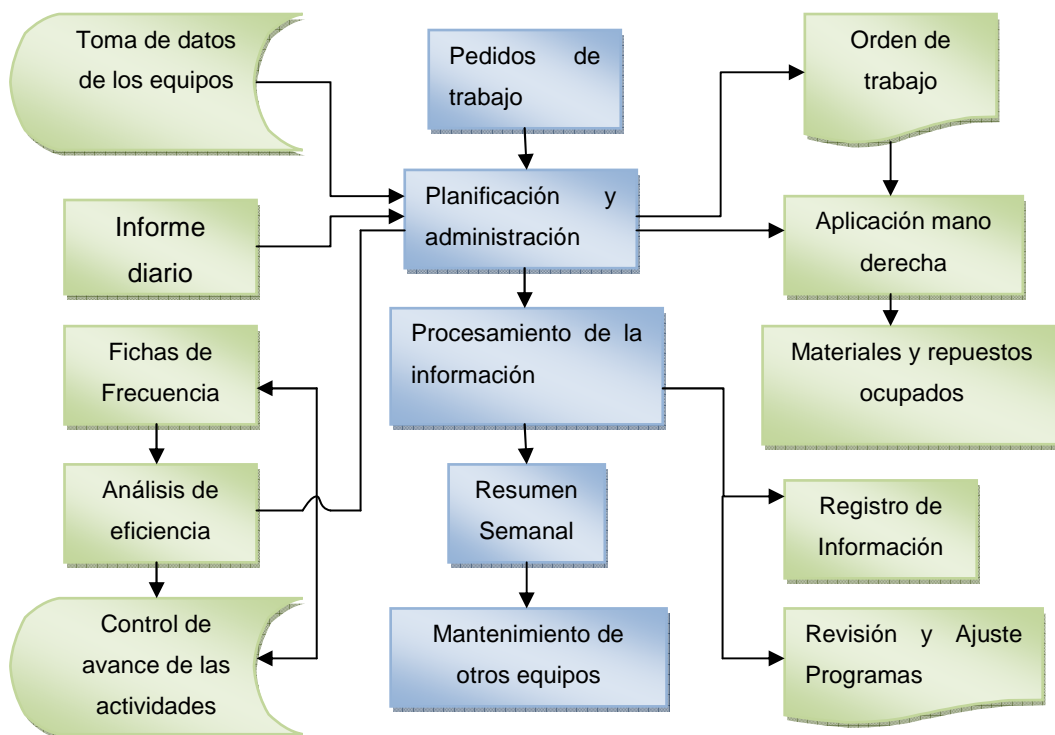 Toma de datos
de los equipos
Pedidos de
trabajo
Orden de
trabajo
Informe
diario
Planificación y
administración
Aplicación mano
derecha
Fichas de
Frecuencia
Procesamiento de la
información
Materiales y repuestos
ocupados
Análisis de
eficiencia
Resumen
Semanal
Registro de
Información
Control de
avance de las
actividades
Mantenimiento de
otros equipos
Revisión y Ajuste
Programas